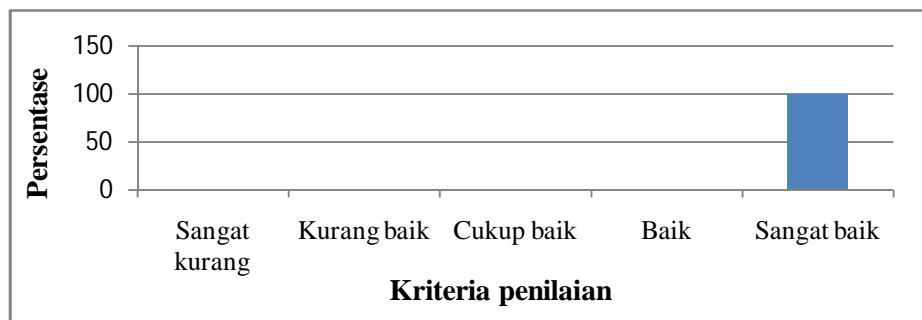 Persentase
150
100
50
0
Sangat kurang
Kurang baik
Cukup baik
Baik
Sangat baik
Kriteria penilaian